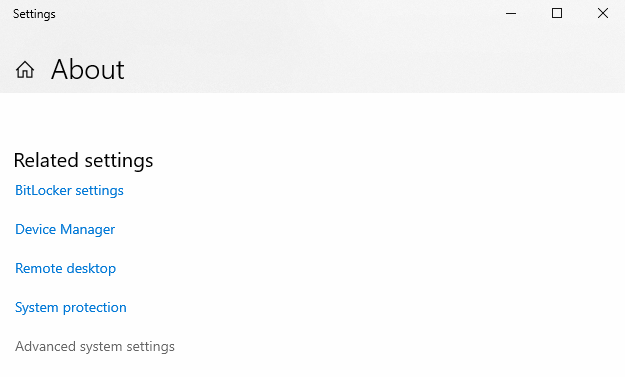 Settings
About
Related settings
BitLocker settings
Device Manager
Remote desktop
System protection
Advanced system settings